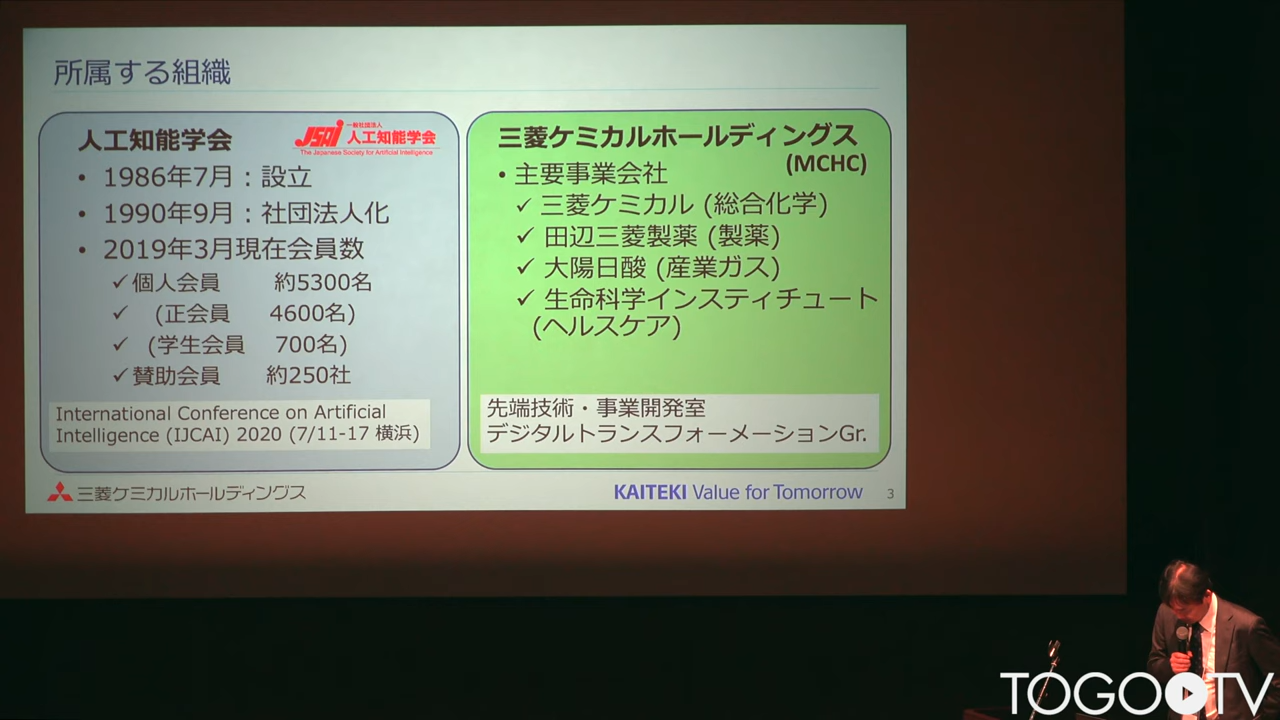 所属する組織
人工知能学会
JSAI 一般社団法人 人工知能学会
The Japanese Society for Artificial Intelligence
• 1986年7月：設立
• 1990年9月：社団法人化
• 2019年3月現在会員数
✓個人会員 約5300名
✓ (正会員 4600名)
✓ (学生会員 700名)
✓賛助会員 約250社
International Conference on Artificial
Intelligence (IJCAI) 2020 (7/11-17 横浜)
三菱ケミカルホールディングス
(MCHC)
• 主要事業会社
✓ 三菱ケミカル (総合化学)
✓ 田辺三菱製薬 (製薬)
✓ 大陽日酸 (産業ガス)
✓ 生命科学インスティチュート
(ヘルスケア)
先端技術・事業開発室
デジタルトランスフォーメーションGr.
三菱ケミカルホールディングス
KAITEKI Value for Tomorrow 3
TOGO TV